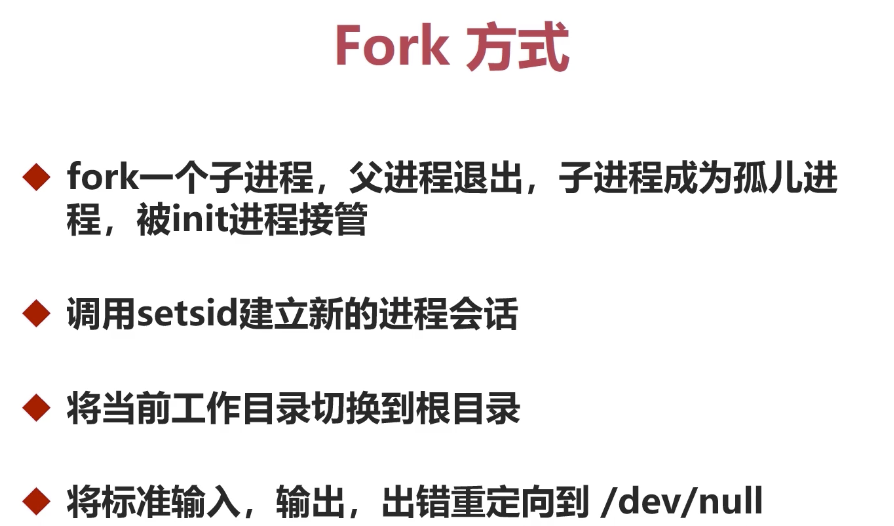 Fork 方式
fork一个子进程，父进程退出，子进程成为孤儿进
程，被init进程接管
调用setsid建立新的进程会话
将当前工作目录切换到根目录
将标准输入，输出，出错重定向到 /dev/null